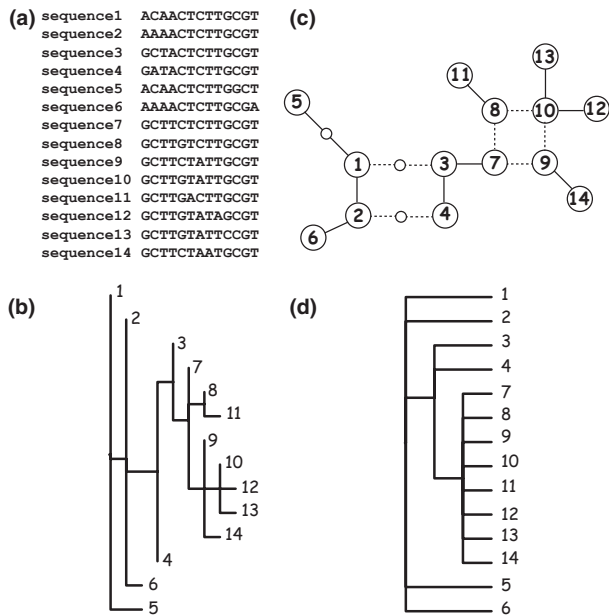 (a)
sequence1 ACAACTCTTGCGT
sequence2 AAAACTCTTGCGT
sequence3 GCTACTCTTGCGT
sequence4 GATACTCTTGCGT
sequence5 ACAACTCTTGGCT
sequence6 AAAACTCTTGCGA
sequence7 GCTTCTCTTGCGT
sequence8 GCTTGTCTTGCGT
sequence9 GCTTCTATTGCGT
sequence10 GCTTGTATTGCGT
sequence11 GCTTGACTTGCGT
sequence12 GCTTGTATAGCGT
sequence13 GCTTGTATTCCGT
sequence14 GCTTCTAATGCGT
(c)
13
11
5
8
10
12
1
3
7
9
2
4
14
6
(b)
1
2
3
7
8
11
9
10
12
13
14
4
6
5
(d)
1
2
3
4
7
8
9
10
11
12
13
14
5
6